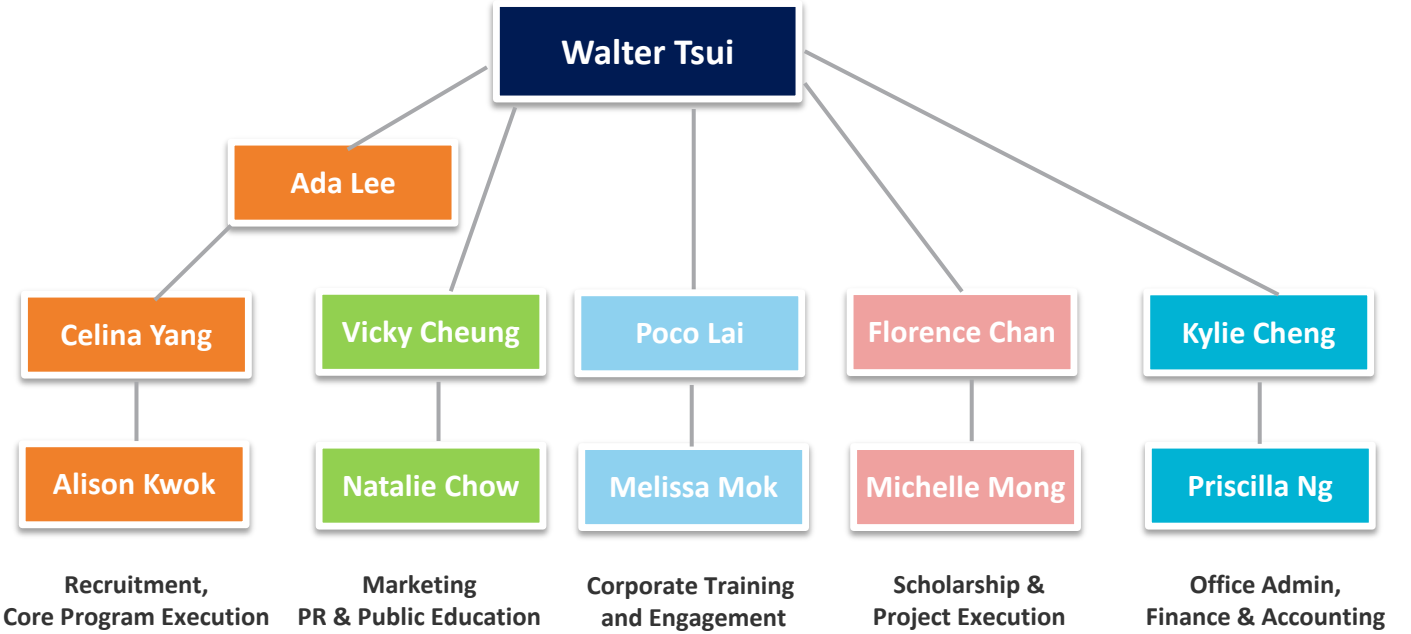 Walter Tsui
Ada Lee
Celina Yang
Vicky Cheung
Poco Lai
Florence Chan
Kylie Cheng
Alison Kwok
Natalie Chow
Melissa Mok
Michelle Mong
Priscilla Ng
Recruitment,
Core Program Execution
Marketing
PR & Public Education
Corporate Training
and Engagement
Scholarship &
Project Execution
Office Admin,
Finance & Accounting